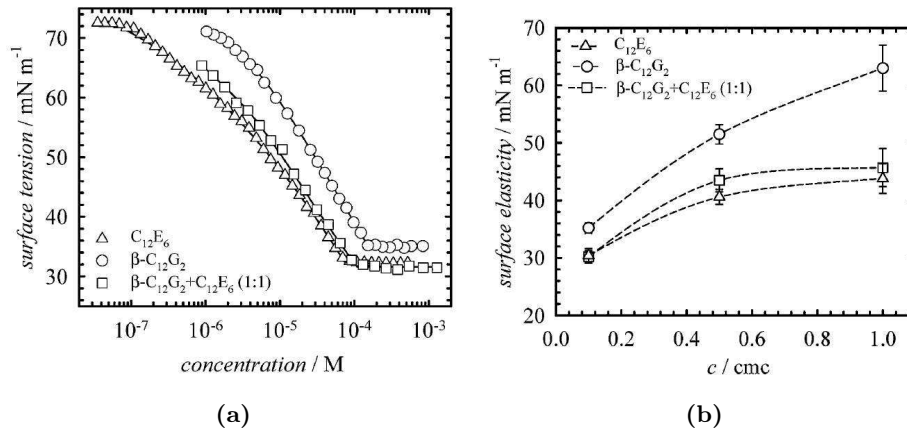 (a)
(b)
surface tension / mN m⁻¹
70
60
50
40
30
C₁₂E₆
β-C₁₂G₂
β-C₁₂G₂+C₁₂E₆ (1:1)
10⁻⁷ 10⁻⁶ 10⁻⁵ 10⁻⁴ 10⁻³
concentration / M
(a)
surface elasticity / mN m⁻¹
70
60
50
40
30
20
C₁₂E₆
β-C₁₂G₂
β-C₁₂G₂+C₁₂E₆ (1:1)
0.0 0.2 0.4 0.6 0.8 1.0
c / cmc
(b)